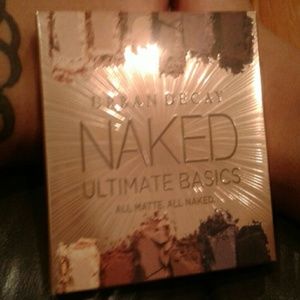 URBAN DECAY
NAKED
ULTIMATE BASICS
ALL MATTE. ALL NAKED.